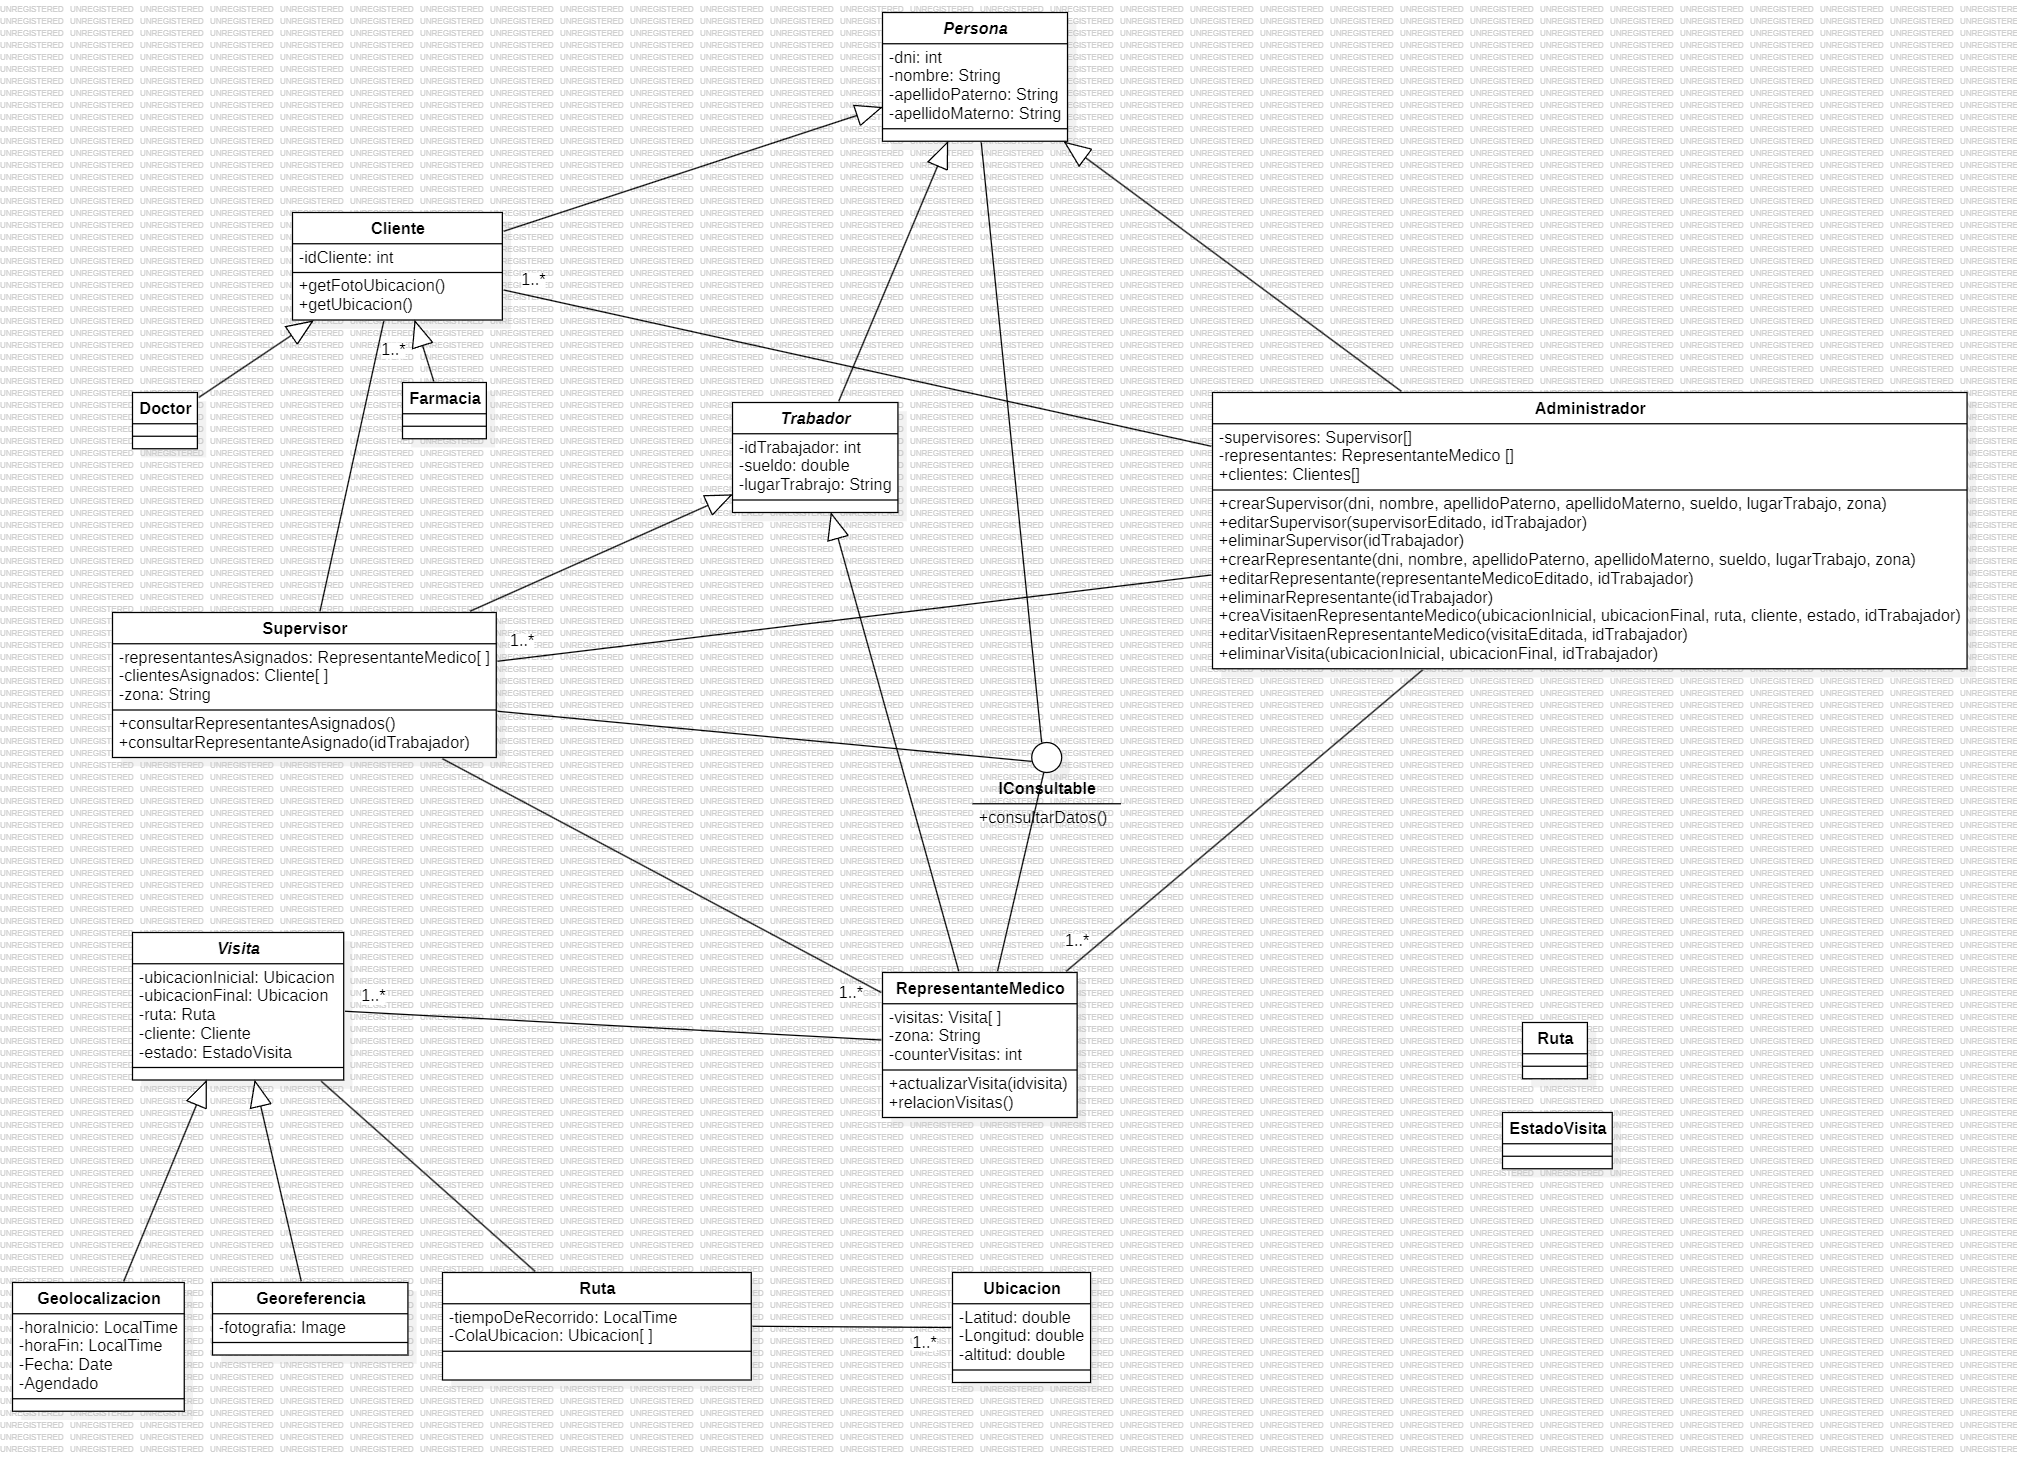 Persona
-dni: int
-nombre: String
-apellidoPaterno: String
-apellidoMaterno: String
Cliente
-idCliente: int
+getFotoUbicacion()
+getUbicacion()
1..*
1..*
Doctor
Farmacia
Trabador
-idTrabajador: int
-sueldo: double
-lugarTrabrajo: String
Administrador
-supervisores: Supervisor[]
-representantes: RepresentanteMedico []
+clientes: Clientes[]
+crearSupervisor(dni, nombre, apellidoPaterno, apellidoMaterno, sueldo, lugarTrabajo, zona)
+editarSupervisor(supervisorEditado, idTrabajador)
+eliminarSupervisor(idTrabajador)
+crearRepresentante(dni, nombre, apellidoPaterno, apellidoMaterno, sueldo, lugarTrabajo, zona)
+editarRepresentante(representanteMedicoEditado, idTrabajador)
+eliminarRepresentante(idTrabajador)
+creaVisitaenRepresentanteMedico(ubicacionInicial, ubicacionFinal, ruta, cliente, estado, idTrabajador)
+editarVisitaenRepresentanteMedico(visitaEditada, idTrabajador)
+eliminarVisita(ubicacionInicial, ubicacionFinal, idTrabajador)
Supervisor
-representantesAsignados: RepresentanteMedico[ ]
-clientesAsignados: Cliente[ ]
-zona: String
+consultarRepresentantesAsignados()
+consultarRepresentanteAsignado(idTrabajador)
1..*
IConsultable
+consultarDatos()
Visita
-ubicacionInicial: Ubicacion
-ubicacionFinal: Ubicacion
-ruta: Ruta
-cliente: Cliente
-estado: EstadoVisita
1..*
1..*
1..*
RepresentanteMedico
-visitas: Visita[ ]
-zona: String
-counterVisitas: int
+actualizarVisita(idvisita)
+relacionVisitas()
Ruta
EstadoVisita
Geolocalizacion
-horaInicio: LocalTime
-horaFin: LocalTime
-Fecha: Date
-Agendado
Georeferencia
-fotografia: Image
Ruta
-tiempoDeRecorrido: LocalTime
-ColaUbicacion: Ubicacion[ ]
1..*
Ubicacion
-Latitud: double
-Longitud: double
-altitud: double
UNREGISTERED